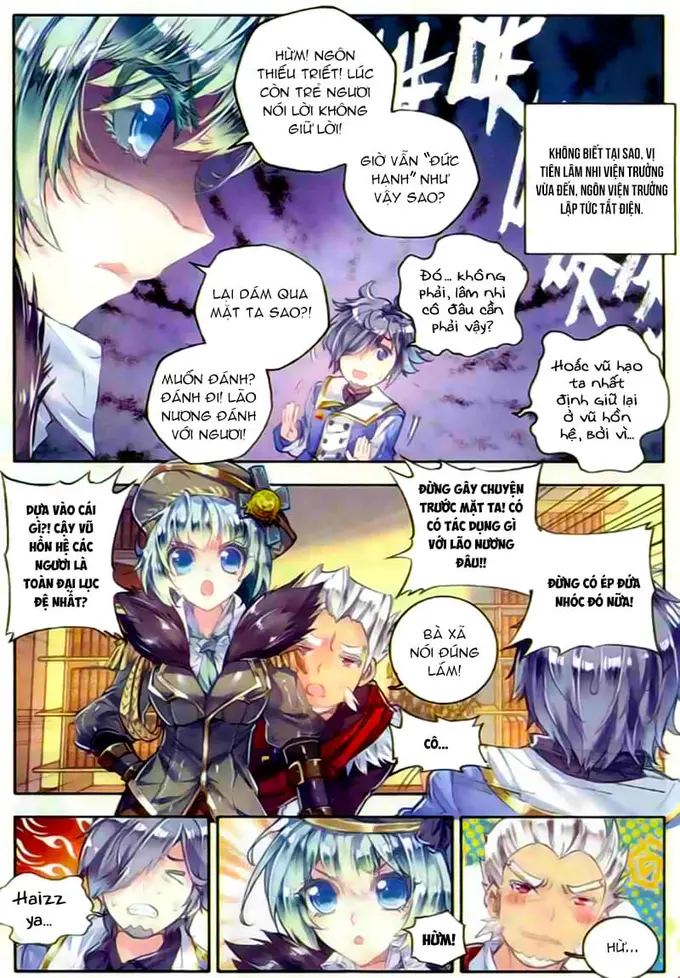 HỪM! NGÔN
THIẾU TRIẾT! LÚC
CÒN TRẺ NGƯƠI
NÓI LỜI KHÔNG
GIỮ LỜI!
GIỜ VẪN "ĐỨC
HẠNH" NHƯ
VẬY SAO?
KHÔNG BIẾT TẠI SAO, VỊ
TIÊN LÂM NHI VIỆN TRƯỞNG
VỪA ĐẾN, NGÔN VIỆN TRƯỞNG
LẬP TỨC TẮT ĐIỆN.
LẠI DÁM QUA
MẶT TA SAO?!
MUỐN ĐÁNH?
ĐÁNH ĐI! LÃO
NƯƠNG ĐÁNH
VỚI NGƯƠI!
Đó... không
phải, lâm nhi
cô đâu cần
phải vậy?
Hoắc vũ hạo
ta nhất
định giữ lại
ở vũ hồn
hệ, bởi vì...
DỰA VÀO CÁI
GÌ?! CẬY VŨ
HỒN HỆ CÁC
NGƯƠI LÀ
TOÀN ĐẠI LỤC
ĐỆ NHẤT?
ĐỪNG GÂY CHUYỆN
TRƯỚC MẶT TA! CÓ
CÓ TÁC DỤNG GÌ
VỚI LÃO NƯƠNG
ĐÂU!!
ĐỪNG CÓ ÉP ĐỨA
NHÓC ĐÓ NỮA!
BÀ XÃ
NÓI ĐÚNG
LẮM!
CÔ...
Haizz
ya...
HỪM!
HỪ...